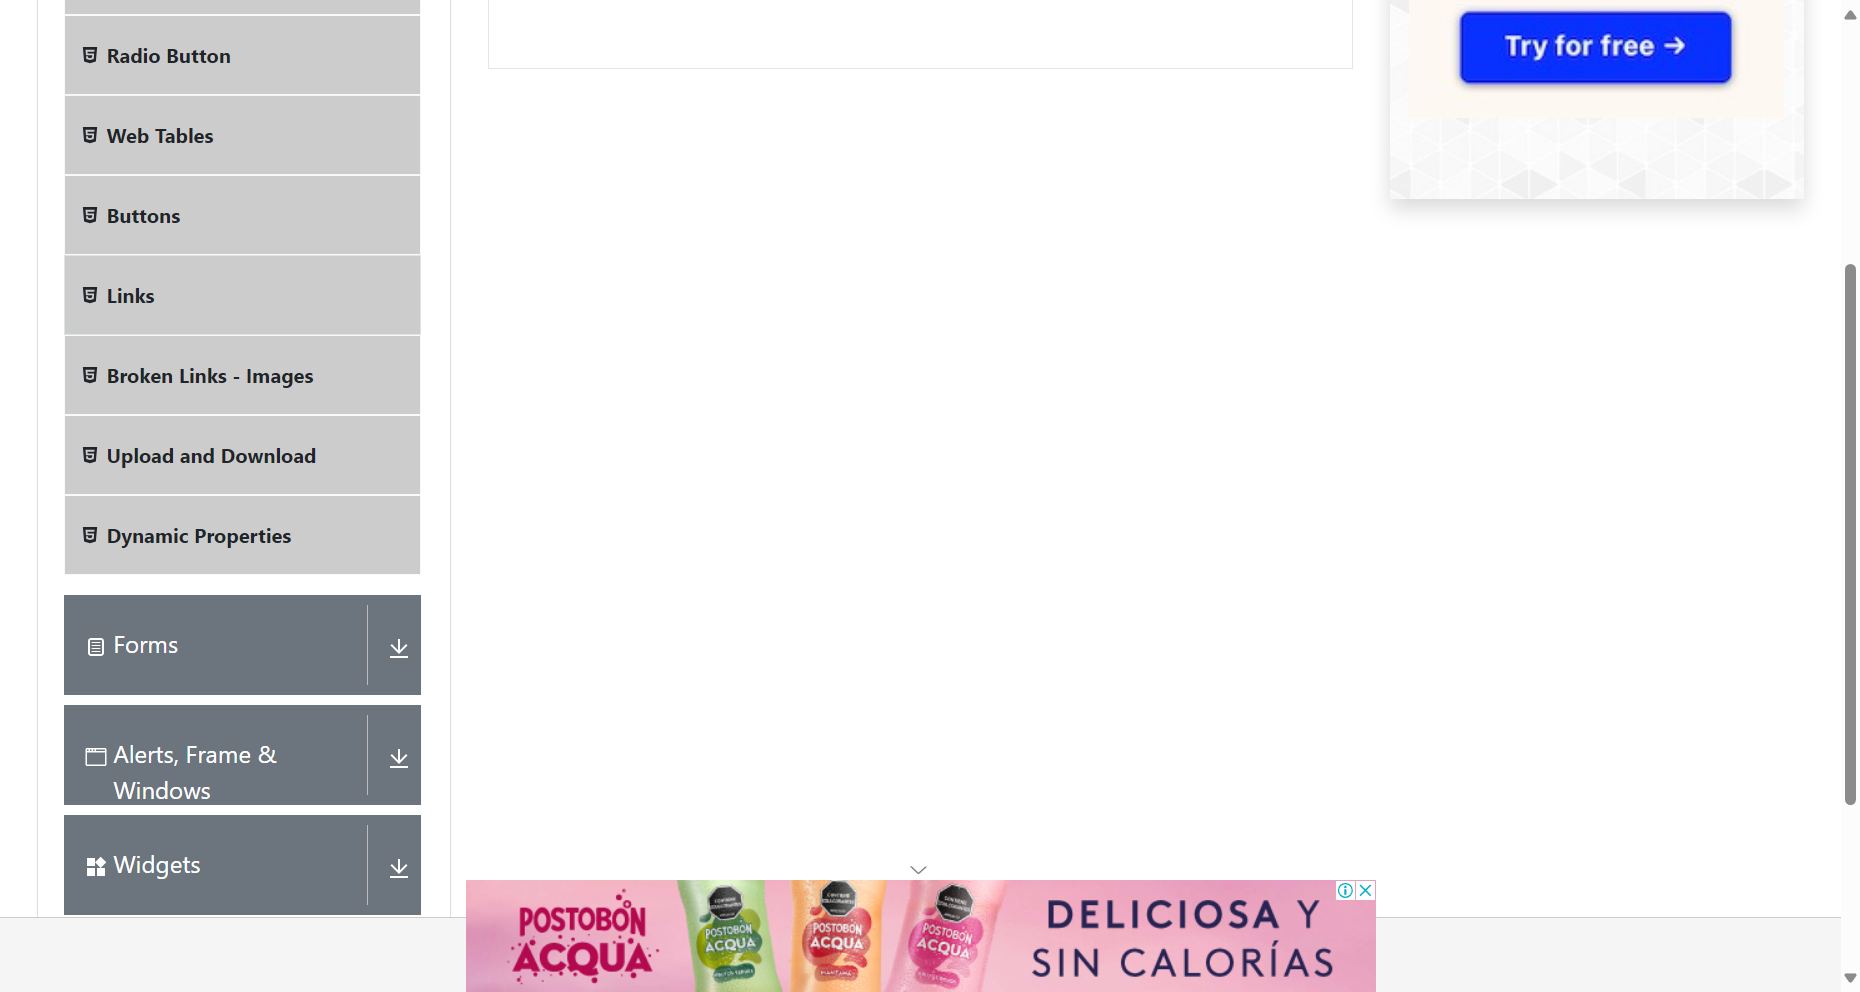 Radio Button
Web Tables
Buttons
Links
Broken Links - Images
Upload and Download
Dynamic Properties
Forms
Alerts, Frame &
Windows
Widgets
Try for free →
POSTOBÓN
ACQUA
POSTOBÓN
ACQUA
POSTOBÓN
ACQUA
MANZANA
POSTOBÓN
ACQUA
DELICIOSA Y
SIN CALORÍAS